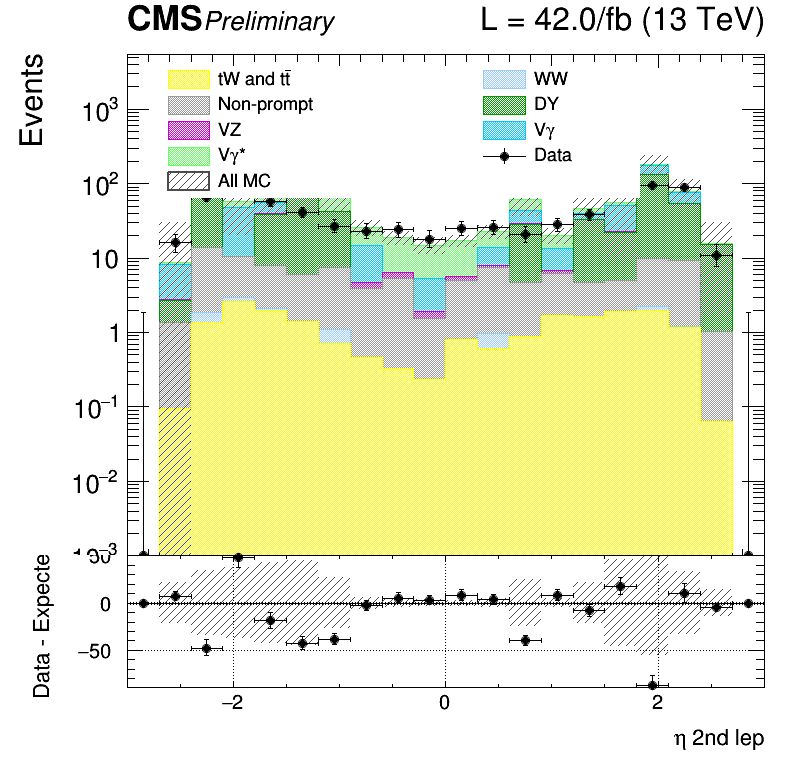 CMS Preliminary L = 42.0/fb (13 TeV)
Events
tW and tt̄
WW
Non-prompt
DY
VZ
Vγ
Vγ*
Data
All MC
10³
10²
10
1
10⁻¹
10⁻²
Data - Expecte
0
−50
−2 0 2
η 2nd lep